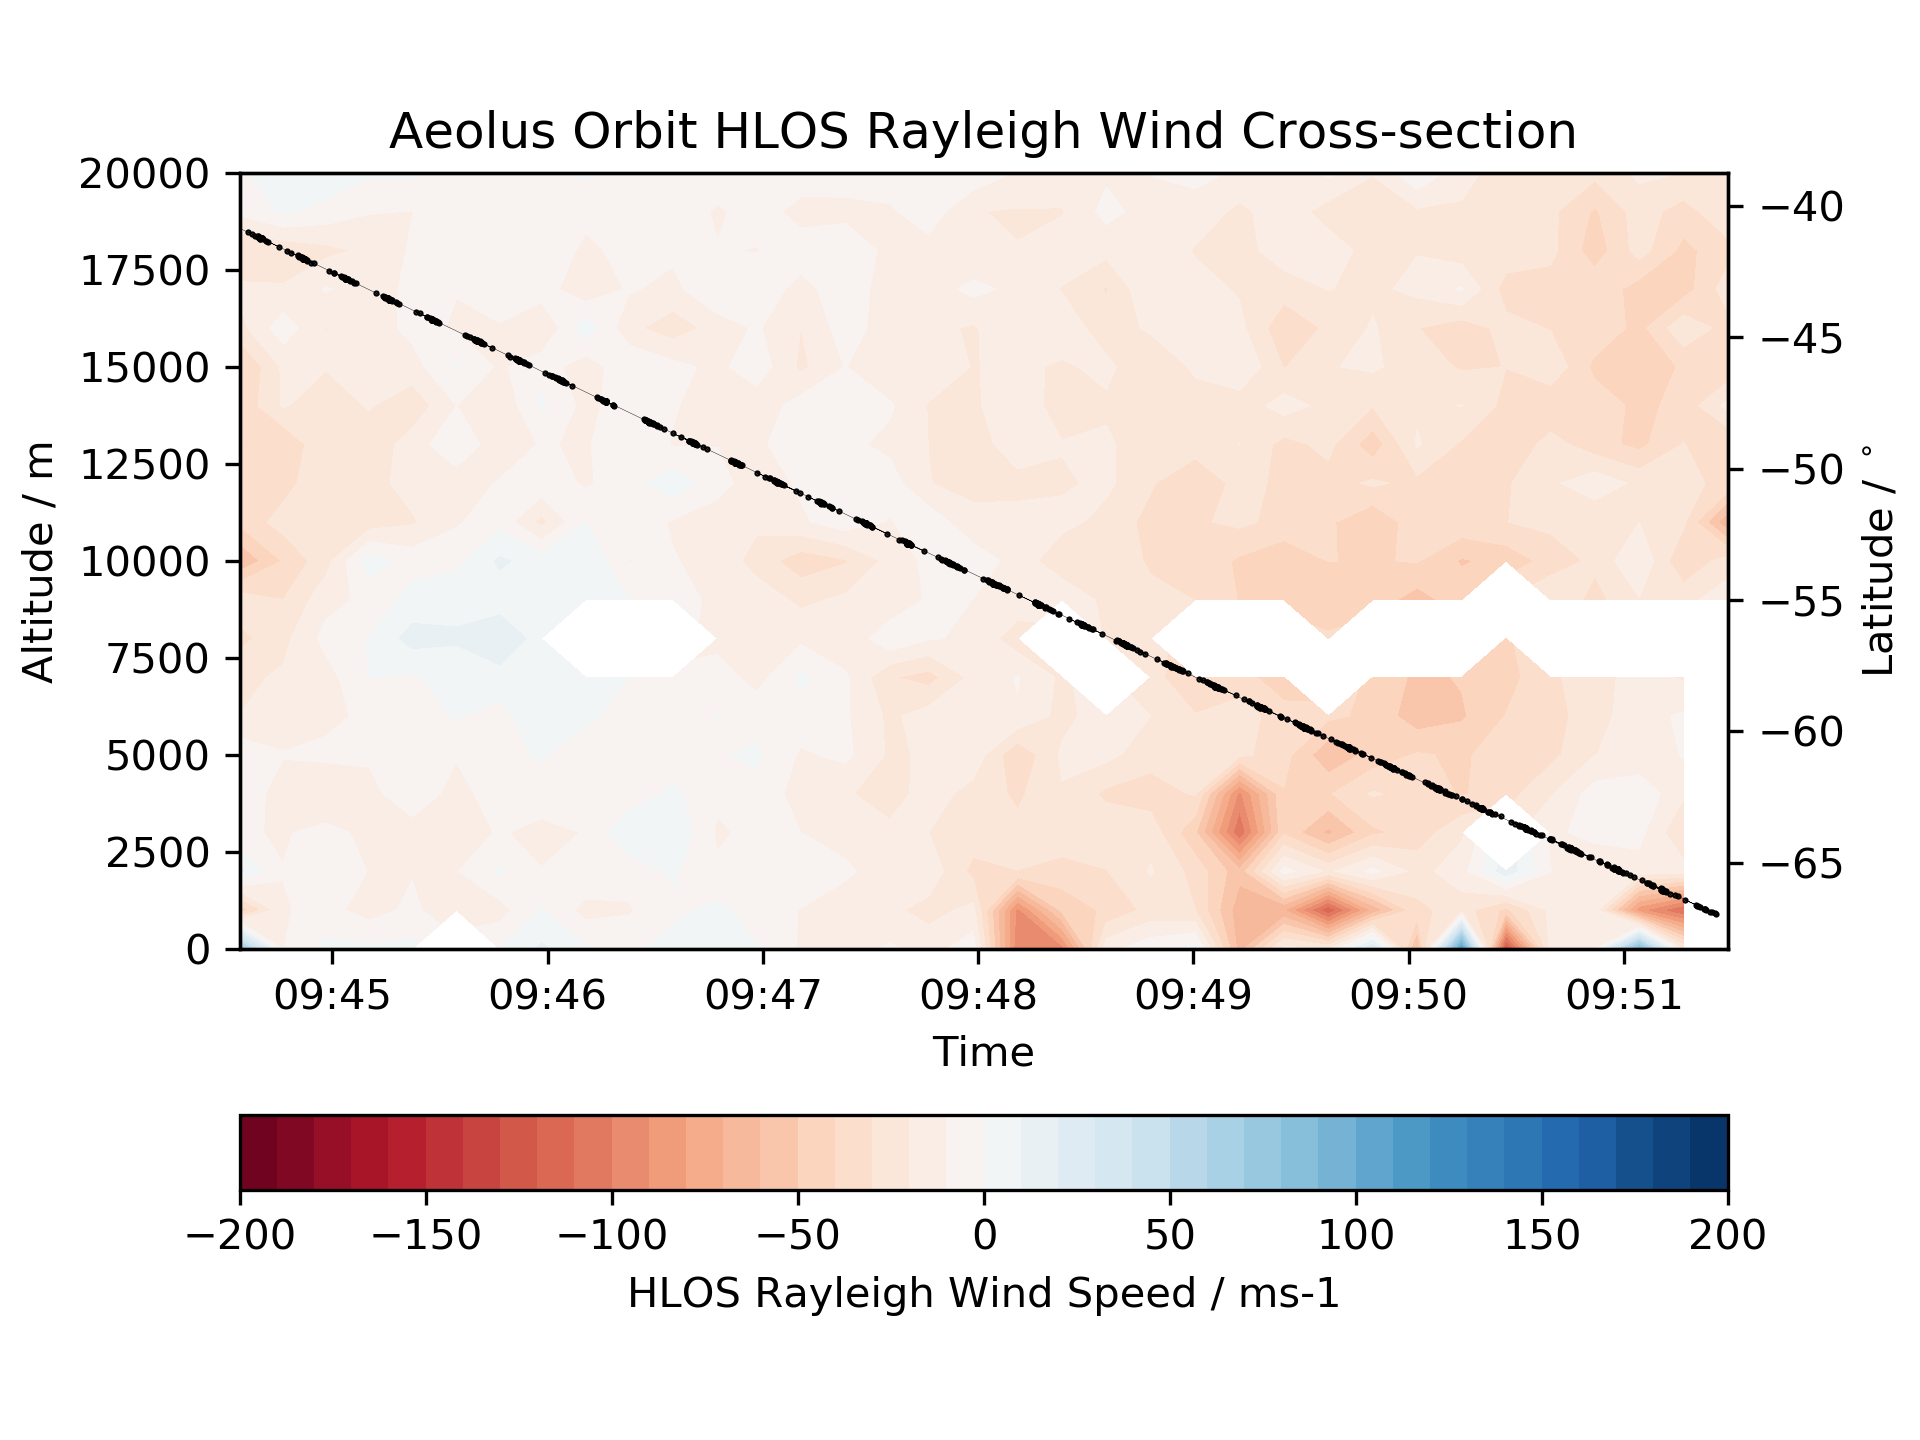 Aeolus Orbit HLOS Rayleigh Wind Cross-section
20000
17500
15000
12500
10000
7500
5000
2500
0
Altitude / m
−40
−45
−50
−55
−60
−65
Latitude / °
09:45 09:46 09:47 09:48 09:49 09:50 09:51
Time
−200 −150 −100 −50 0 50 100 150 200
HLOS Rayleigh Wind Speed / ms-1